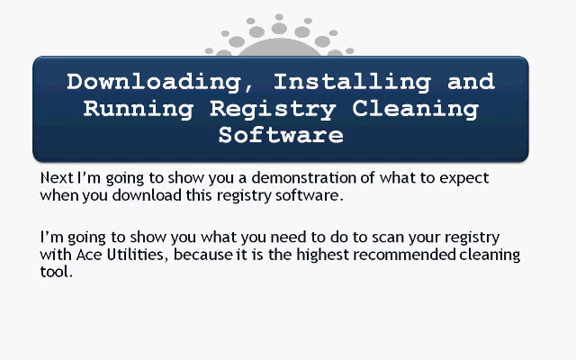 Downloading, Installing and
Running Registry Cleaning
Software
Next I'm going to show you a demonstration of what to expect
when you download this registry software.
I'm going to show you what you need to do to scan your registry
with Ace Utilities, because it is the highest recommended cleaning
tool.